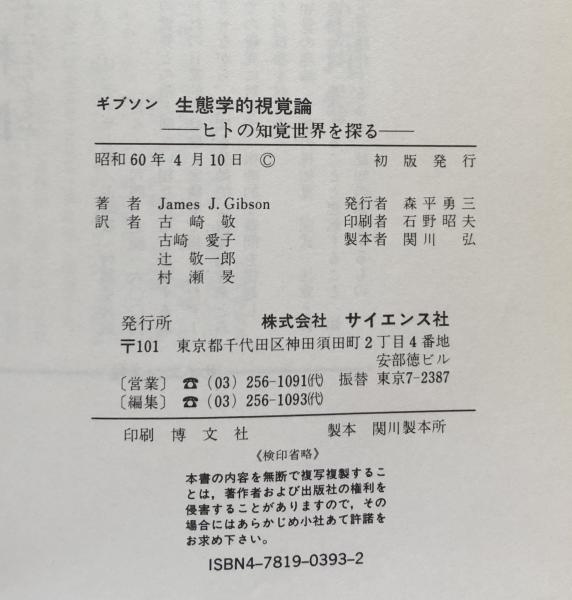 ギブソン 生態学的視覚論
――ヒトの知覚世界を探る――
昭和60年4月10日 © 初版発行
著者 James J. Gibson 発行者 森平勇三
訳者 古崎敬 印刷者 石野昭夫
古崎愛子 製本者 関川弘
辻敬一郎
村瀬旻
発行所 株式会社 サイエンス社
〒101 東京都千代田区神田須田町2丁目4番地
安部徳ビル
〔営業〕 ☎ (03) 256-1091(代) 振替 東京7-2387
〔編集〕 ☎ (03) 256-1093(代)
印刷 博文社 製本 関川製本所
《検印省略》
本書の内容を無断で複写複製するこ
とは,著作者および出版社の権利を
侵害することがありますので,その
場合にはあらかじめ小社あて許諾を
お求め下さい。
ISBN4-7819-0393-2